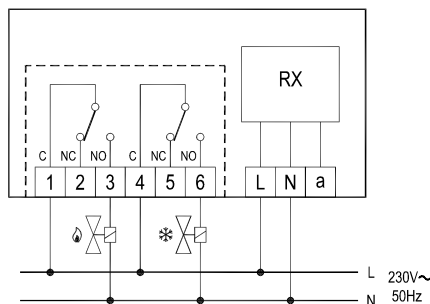 RX
C NC NO C NC NO
1 2 3 4 5 6 L N a
L 230V~
N 50Hz